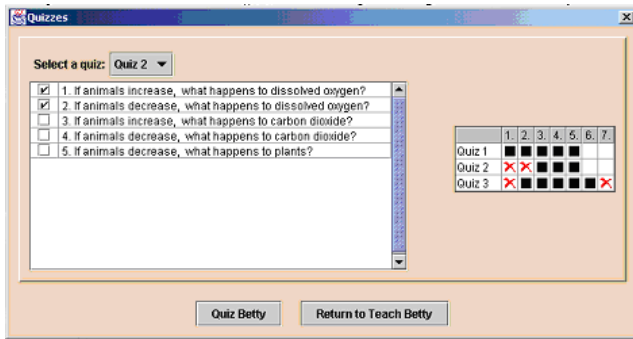 Quizzes
Select a quiz: Quiz 2
1. If animals increase, what happens to dissolved oxygen?
2. If animals decrease, what happens to dissolved oxygen?
3. If animals increase, what happens to carbon dioxide?
4. If animals decrease, what happens to carbon dioxide?
5. If animals decrease, what happens to plants?
1. 2. 3. 4. 5. 6. 7.
Quiz 1
Quiz 2
Quiz 3
Quiz Betty Return to Teach Betty